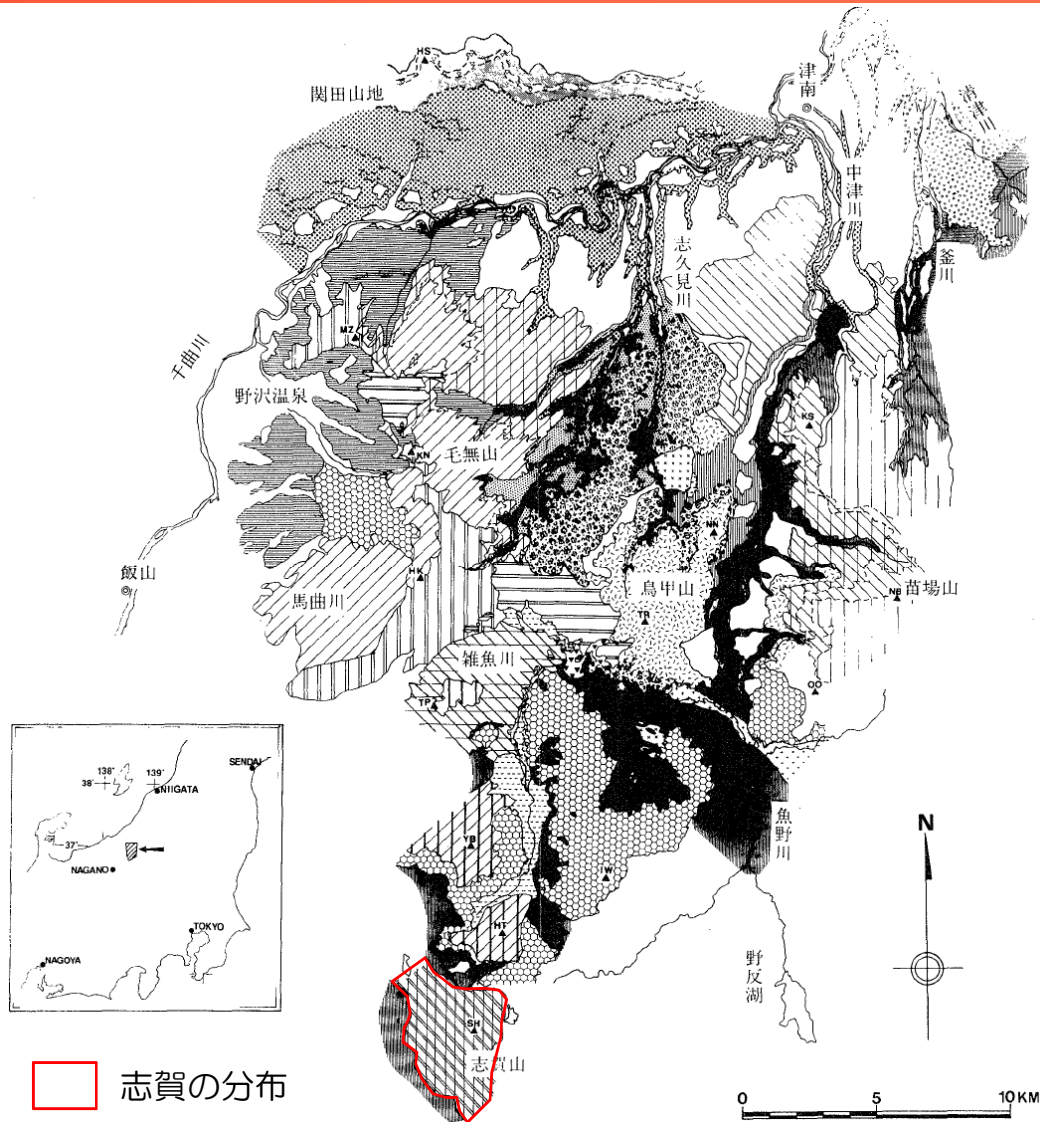 HS
関田山地
津南
清津川
中津川
志久見川
釜川
千曲川
MZ
野沢温泉
KS
KN
毛無山
NN
HK
飯山
馬曲川
鳥甲山
TR
NB
苗場山
雑魚川
TP
OO
138°
139°
38°
SENDAI
NIIGATA
37°
NAGANO
TOKYO
NAGOYA
YB
IW
HT
魚野川
N
野反湖
SH
志賀山
志賀の分布
0
5
10KM